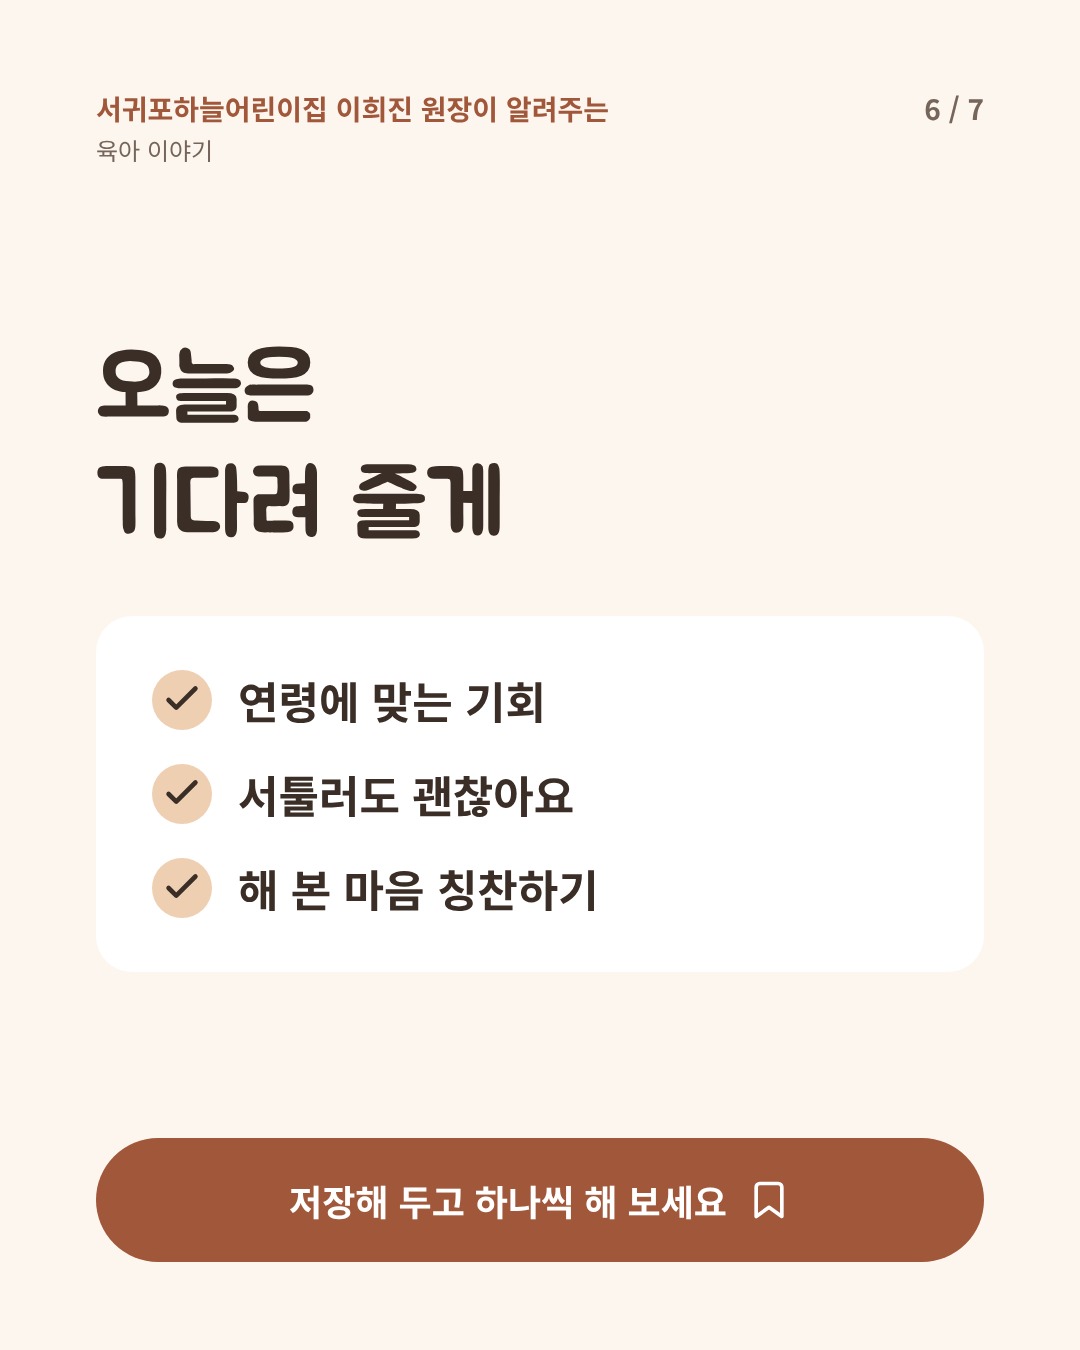 서귀포하늘어린이집 이희진 원장이 알려주는
6 / 7
육아 이야기
오늘은
기다려 줄게
연령에 맞는 기회
서툴러도 괜찮아요
해 본 마음 칭찬하기
저장해 두고 하나씩 해 보세요